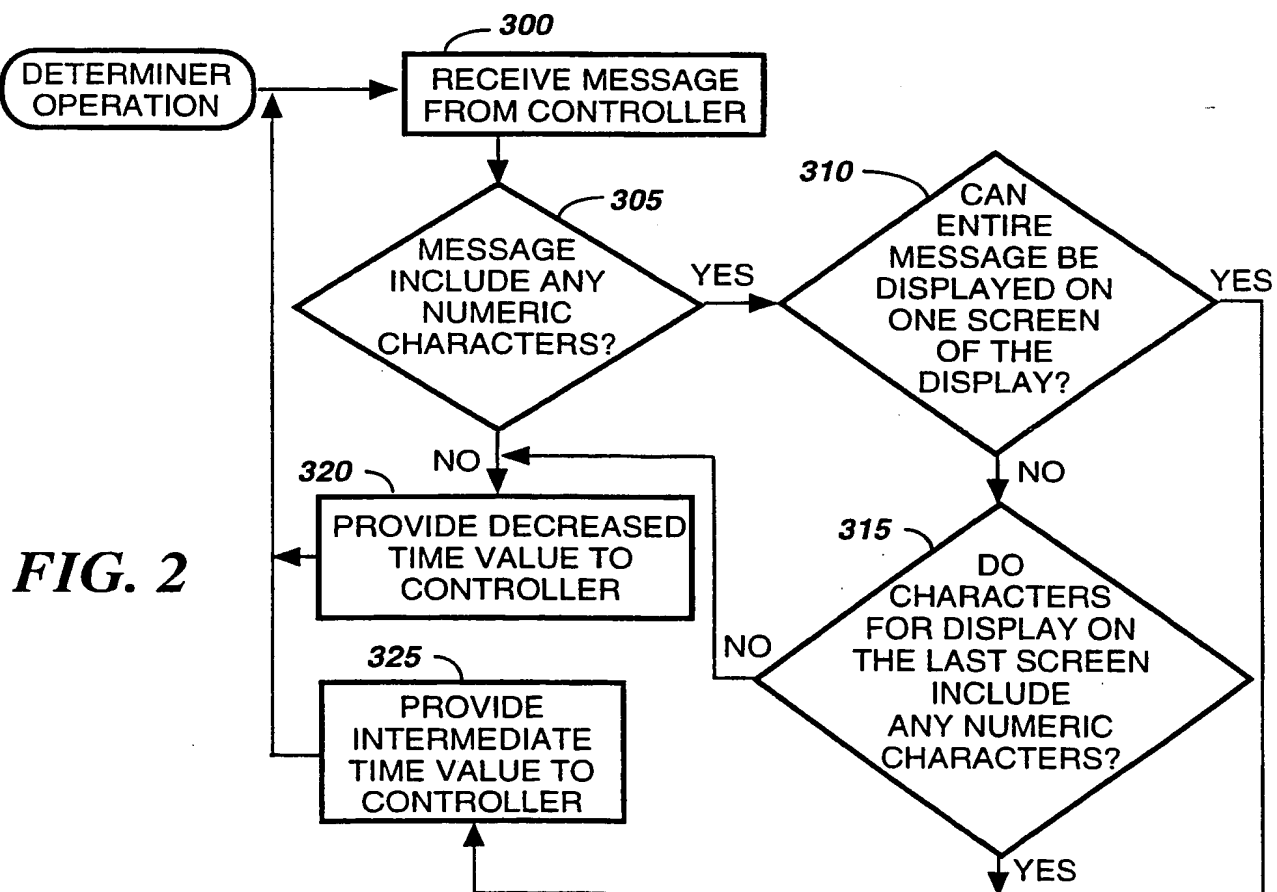 300
DETERMINER
OPERATION
RECEIVE MESSAGE
FROM CONTROLLER
305
MESSAGE
INCLUDE ANY
NUMERIC
CHARACTERS?
YES
310
CAN
ENTIRE
MESSAGE BE
DISPLAYED ON
ONE SCREEN
OF THE
DISPLAY?
YES
NO
NO
320
PROVIDE DECREASED
TIME VALUE TO
CONTROLLER
315
DO
CHARACTERS
FOR DISPLAY ON
THE LAST SCREEN
INCLUDE
ANY NUMERIC
CHARACTERS?
NO
FIG. 2
325
PROVIDE
INTERMEDIATE
TIME VALUE TO
CONTROLLER
YES